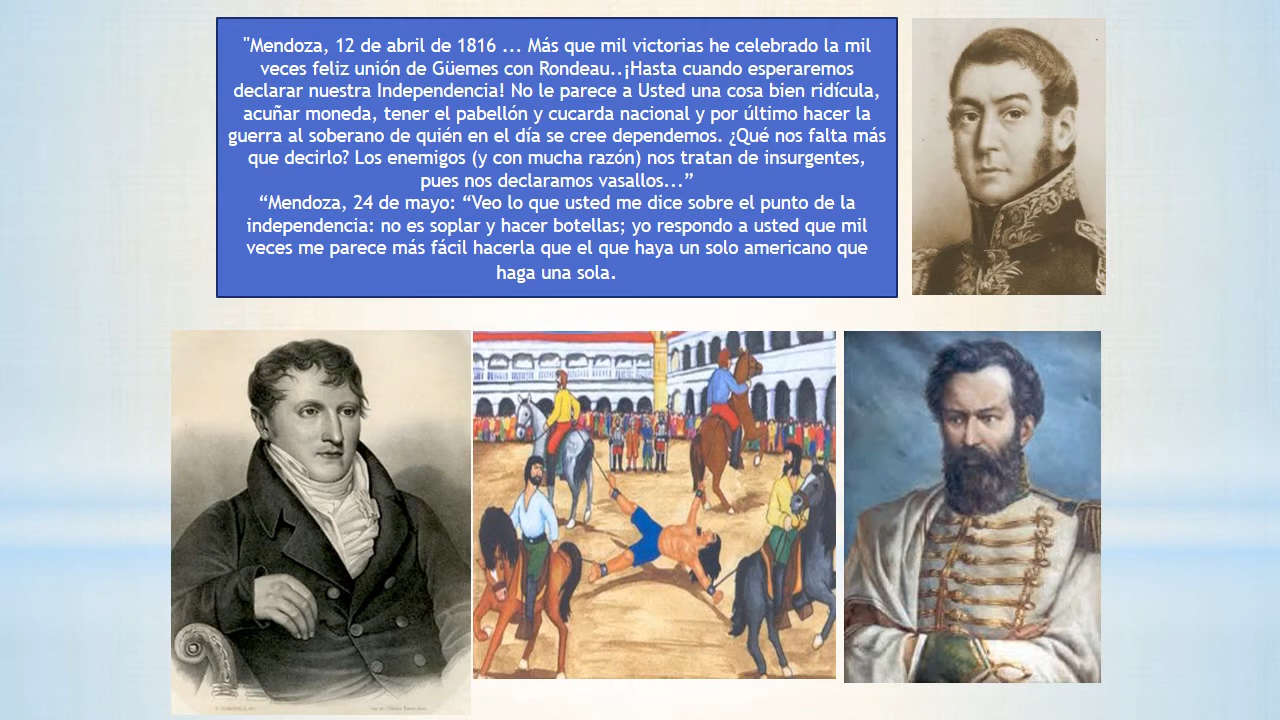 "Mendoza, 12 de abril de 1816 ... Más que mil victorias he celebrado la mil
veces feliz unión de Güemes con Rondeau..¡Hasta cuando esperaremos
declarar nuestra Independencia! No le parece a Usted una cosa bien ridícula,
acuñar moneda, tener el pabellón y cucarda nacional y por último hacer la
guerra al soberano de quién en el día se cree dependemos. ¿Qué nos falta más
que decirlo? Los enemigos (y con mucha razón) nos tratan de insurgentes,
pues nos declaramos vasallos...”
“Mendoza, 24 de mayo: “Veo lo que usted me dice sobre el punto de la
independencia: no es soplar y hacer botellas; yo respondo a usted que mil
veces me parece más fácil hacerla que el que haya un solo americano que
haga una sola.